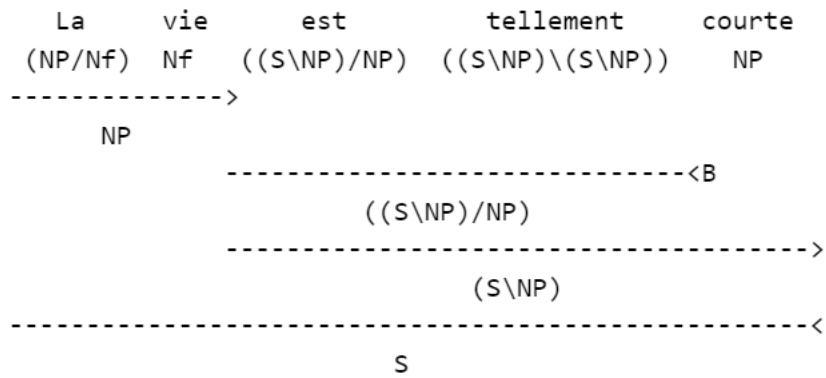 La vie est tellement courte
(NP/Nf) Nf ((S\NP)/NP) ((S\NP)\(S\NP)) NP
-------------->
NP
------------------------------<B
((S\NP)/NP)
-------------------------------------->
(S\NP)
----------------------------------------------------<
S